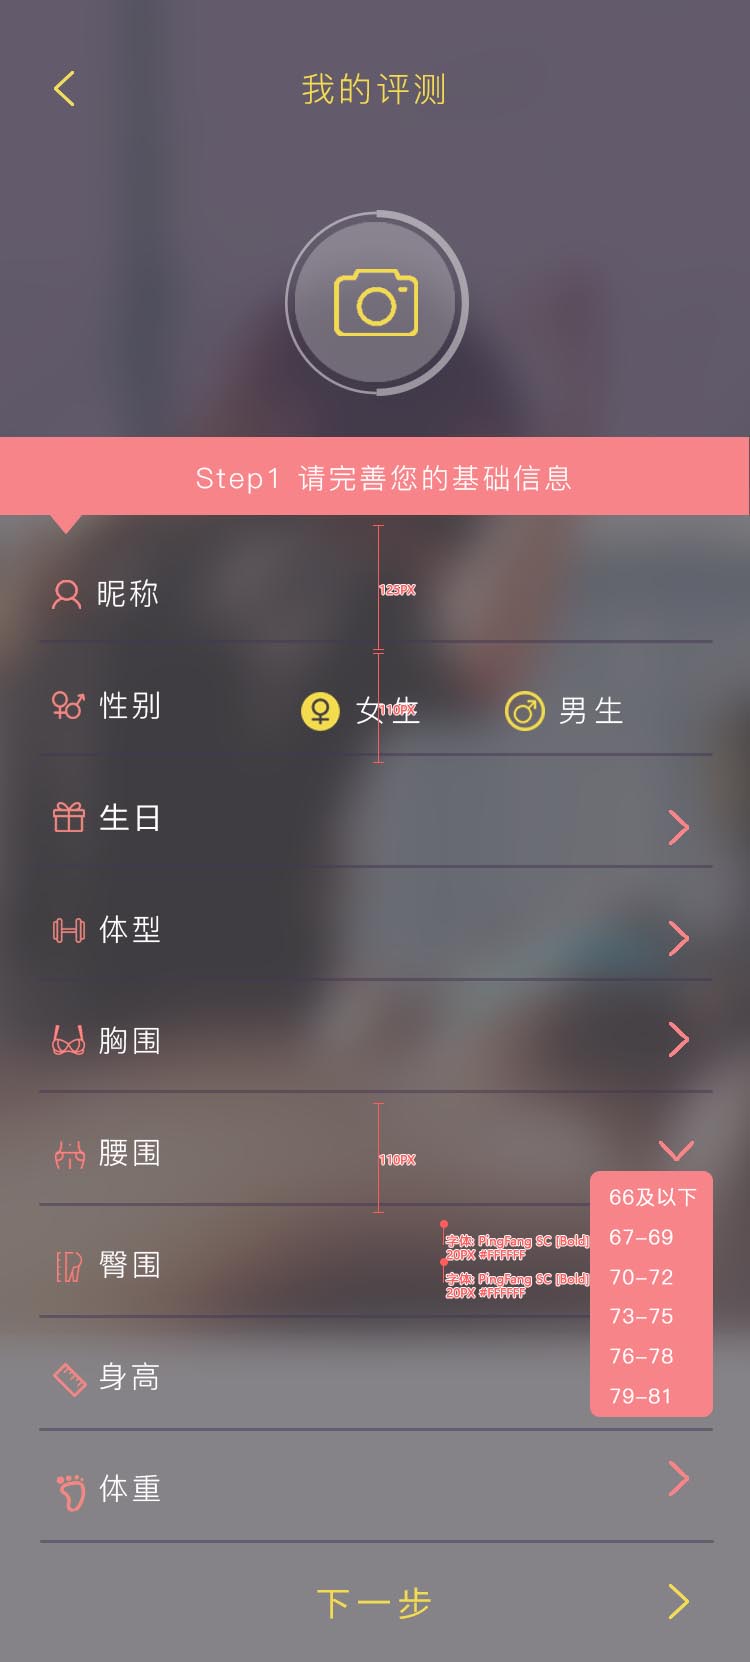 我的评测
Step1 请完善您的基础信息
昵称
125PX
性别
女生
男生
110PX
生日
体型
胸围
腰围
110PX
66及以下
67-69
70-72
73-75
76-78
79-81
臀围
字体: PingFang SC [Bold]
20PX #FFFFFF
字体: PingFang SC [Bold]
20PX #FFFFFF
身高
体重
下一步